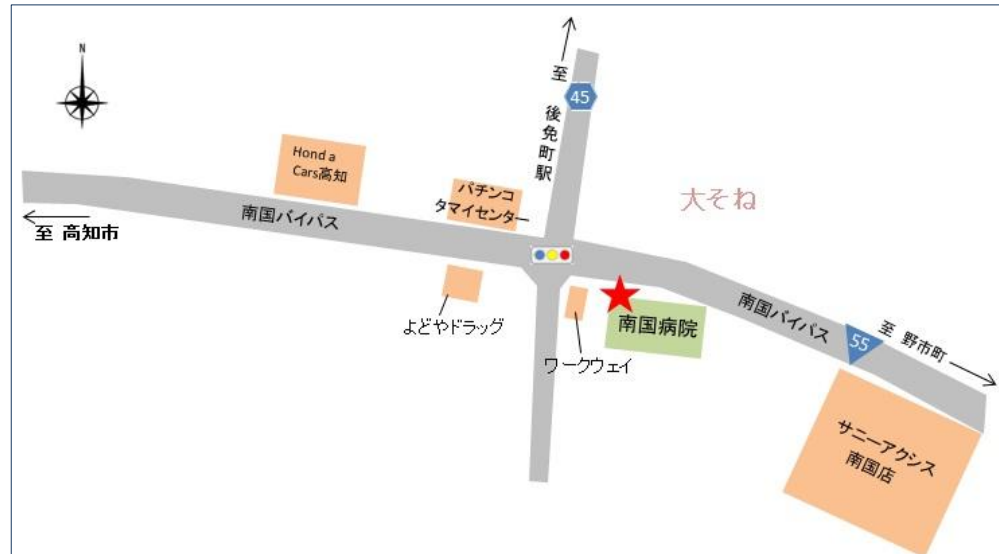 N
至
後免町駅
45
Honda
Cars高知
パチンコ
タマイセンター
大そね
南国バイパス
至 高知市
よどやドラッグ
ワークウェイ
南国病院
南国バイパス
55
至 野市町
サニーアクシス
南国店